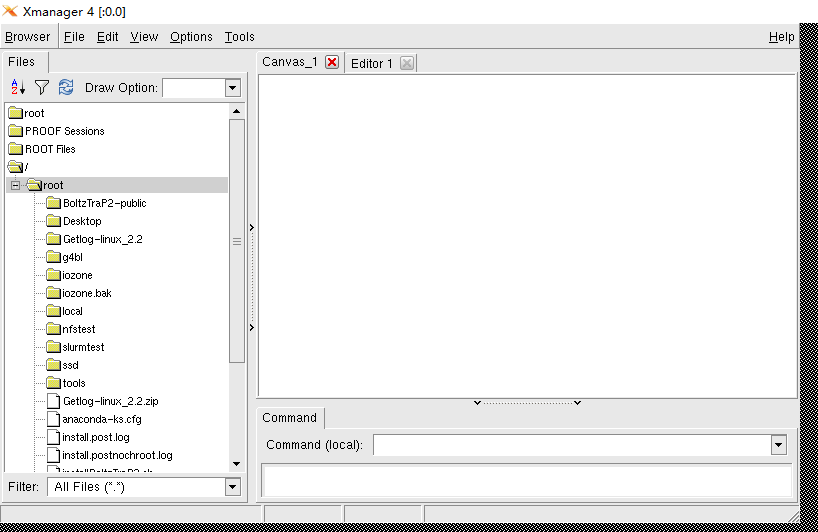 Xmanager 4 [:0.0]
Browser File Edit View Options Tools Help
Files
Canvas_1 Editor 1
Draw Option:
root
PROOF Sessions
ROOT Files
/
root
BoltzTraP2-public
Desktop
Getlog-linux_2.2
g4bl
iozone
iozone.bak
local
nfstest
slurmtest
ssd
tools
Getlog-linux_2.2.zip
anaconda-ks.cfg
install.post.log
install.postnochroot.log
installBoltzTraP2.sh
Filter: All Files (*.*)
Command
Command (local):